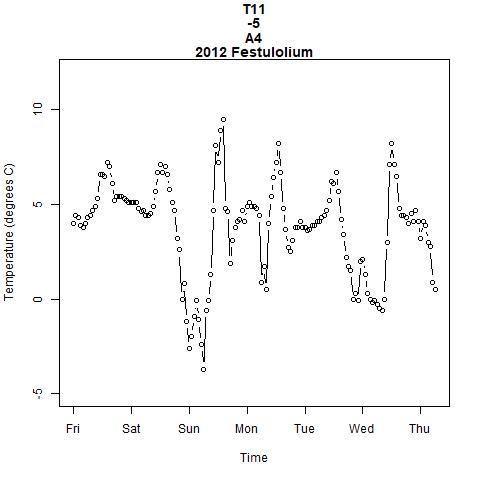 T11
-5
A4
2012 Festulolium
Temperature (degrees C)
10
5
0
-5
Fri Sat Sun Mon Tue Wed Thu
Time